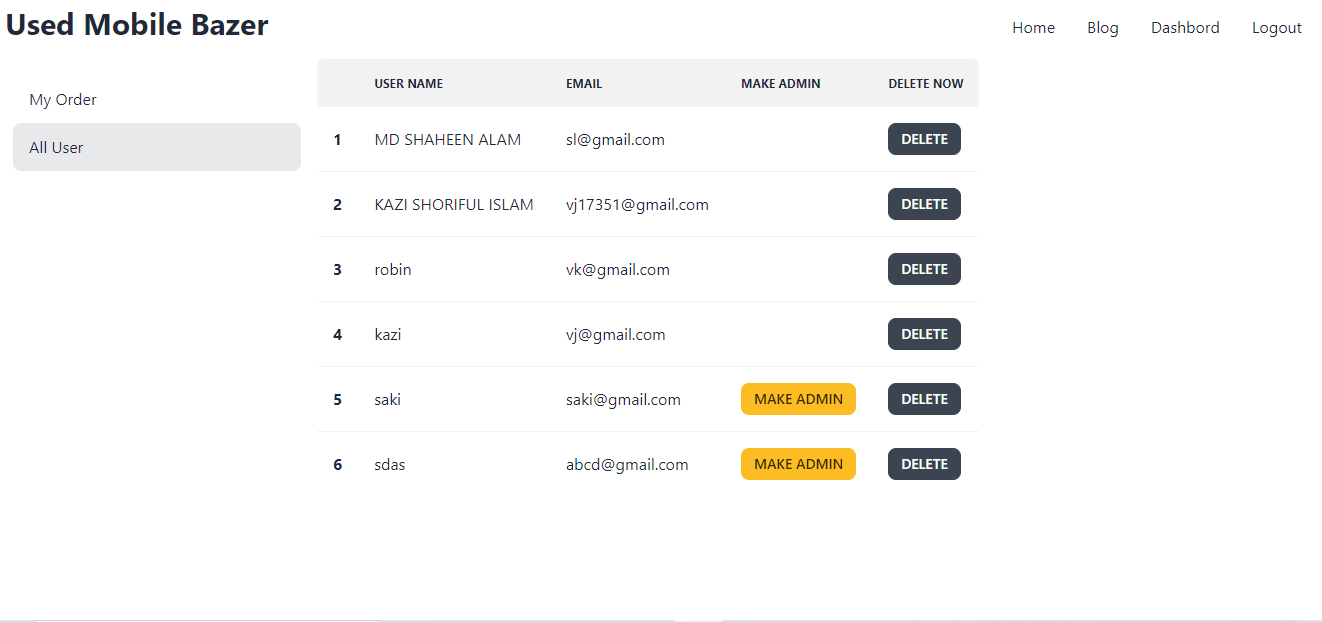 Used Mobile Bazer
Home Blog Dashbord Logout
My Order
All User
USER NAME EMAIL MAKE ADMIN DELETE NOW
1 MD SHAHEEN ALAM sl@gmail.com DELETE
2 KAZI SHORIFUL ISLAM vj17351@gmail.com DELETE
3 robin vk@gmail.com DELETE
4 kazi vj@gmail.com DELETE
5 saki saki@gmail.com MAKE ADMIN DELETE
6 sdas abcd@gmail.com MAKE ADMIN DELETE